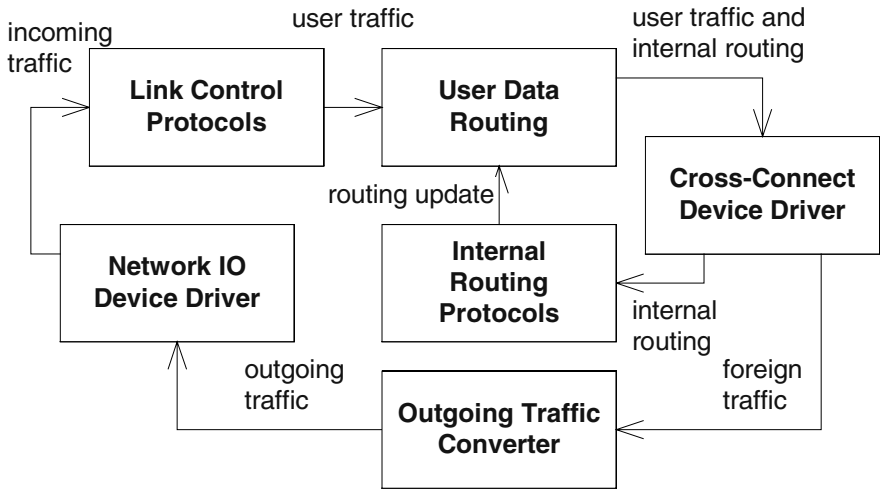 incoming
traffic
user traffic
user traffic and
internal routing
Link Control
Protocols
User Data
Routing
Cross-Connect
Device Driver
routing update
Network IO
Device Driver
Internal
Routing
Protocols
internal
routing
outgoing
traffic
foreign
traffic
Outgoing Traffic
Converter